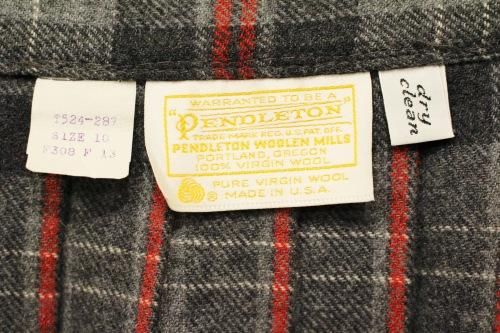 T524-287
SIZE 10
F308 F 13
WARRANTED TO BE A
"PENDLETON"
TRADE MARK REG. U.S. PAT. OFF.
PENDLETON WOOLEN MILLS
PORTLAND, OREGON
100% VIRGIN WOOL
PURE VIRGIN WOOL
® MADE IN U.S.A.
dry
clean